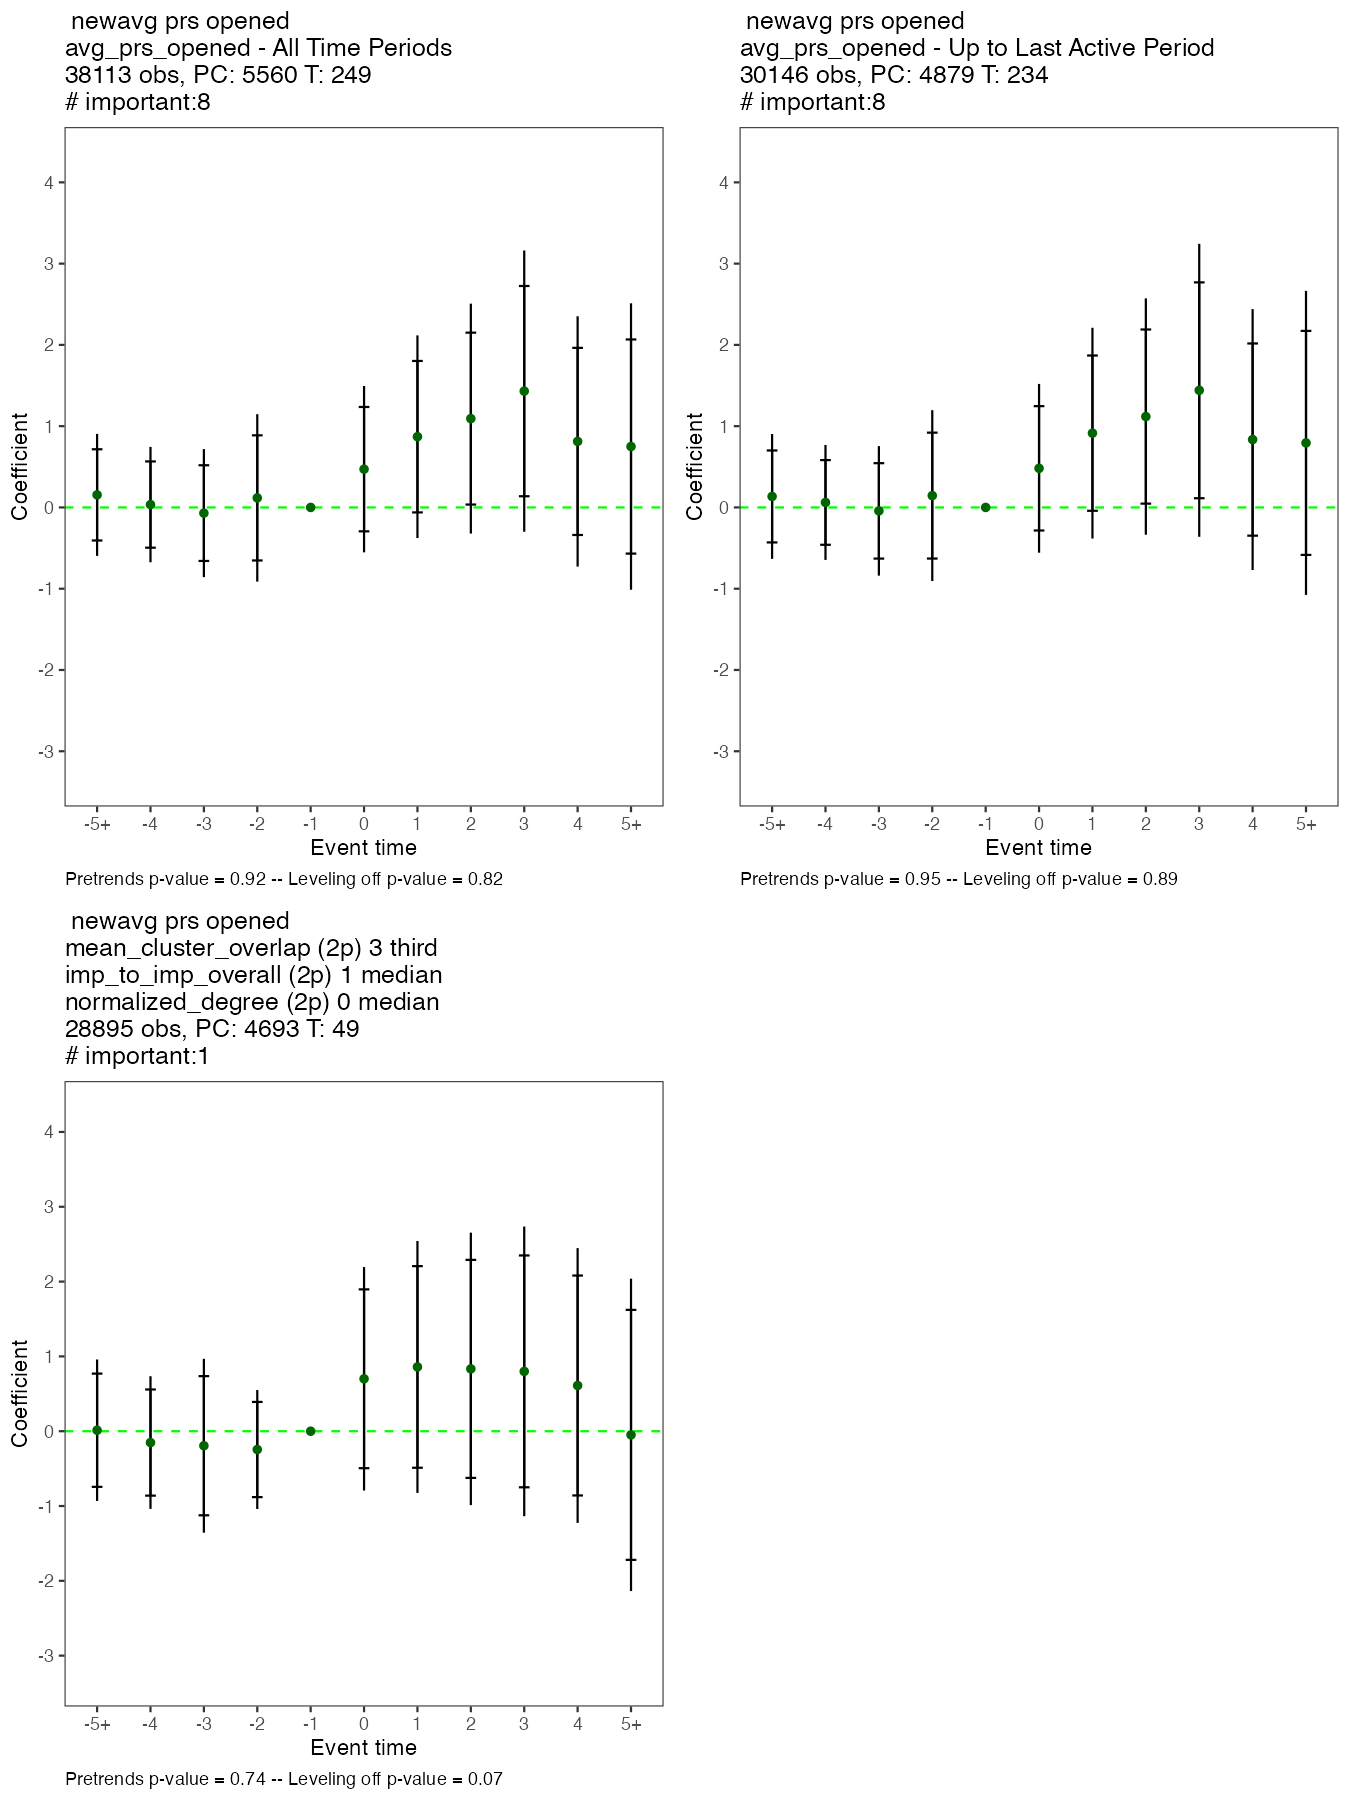 newavg prs opened
avg_prs_opened - All Time Periods
38113 obs, PC: 5560 T: 249
# important:8
4
3
2
1
0
-1
-2
-3
Coefficient
-5+ -4 -3 -2 -1 0 1 2 3 4 5+
Event time
Pretrends p-value = 0.92 -- Leveling off p-value = 0.82
newavg prs opened
avg_prs_opened - Up to Last Active Period
30146 obs, PC: 4879 T: 234
# important:8
4
3
2
1
0
-1
-2
-3
Coefficient
-5+ -4 -3 -2 -1 0 1 2 3 4 5+
Event time
Pretrends p-value = 0.95 -- Leveling off p-value = 0.89
newavg prs opened
mean_cluster_overlap (2p) 3 third
imp_to_imp_overall (2p) 1 median
normalized_degree (2p) 0 median
28895 obs, PC: 4693 T: 49
# important:1
4
3
2
1
0
-1
-2
-3
Coefficient
-5+ -4 -3 -2 -1 0 1 2 3 4 5+
Event time
Pretrends p-value = 0.74 -- Leveling off p-value = 0.07